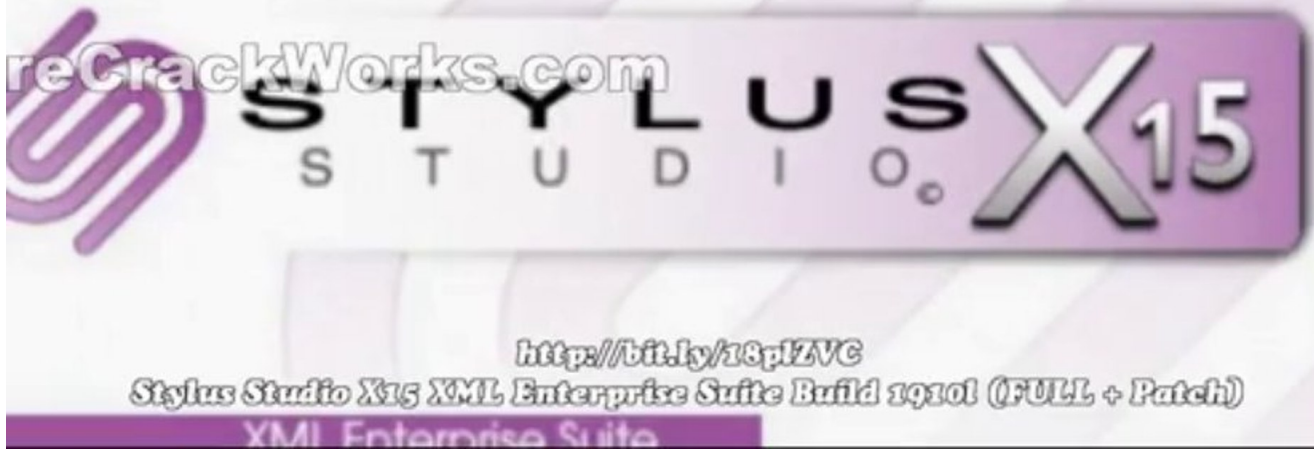 reCrackWorks.com
STYLUS X15
STUDIO©
http://bit.ly/18plZVC
Stylus Studio X15 XML Enterprise Suite Build 1910l (FULL + Patch)
XML Enterprise Suite